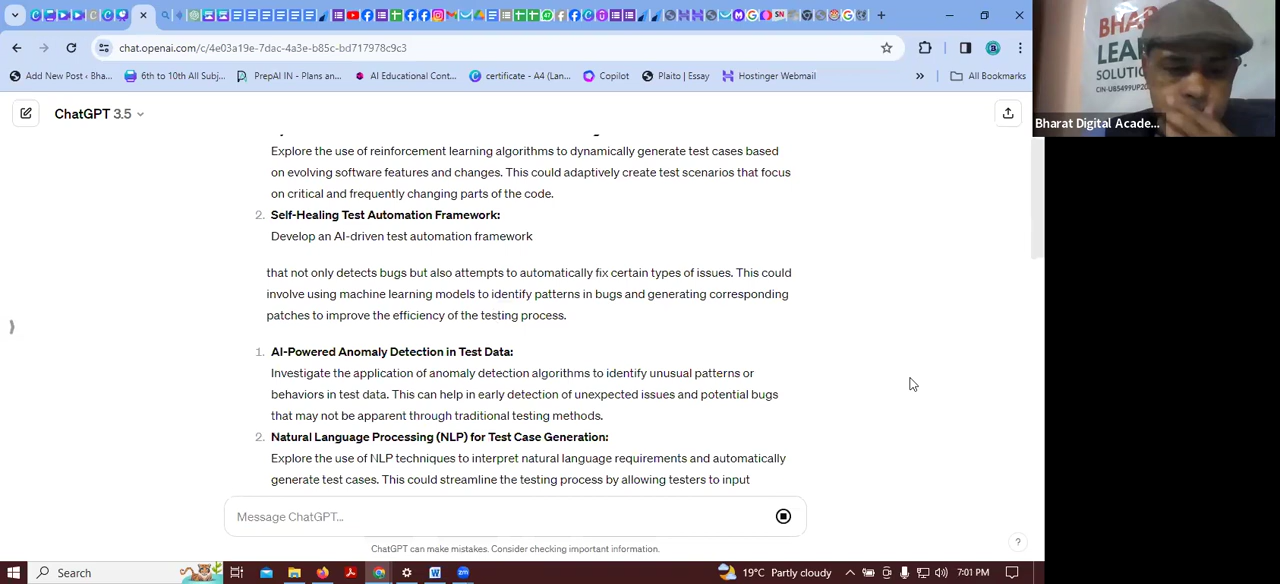 chat.openai.com/c/4e03a19e-7dac-4a3e-b85c-bd717978c9c3
Add New Post ‹ Bha...
6th to 10th All Subj...
PrepAI IN - Plans an...
AI Educational Cont...
certificate - A4 (Lan...
Copilot
Plaito | Essay
Hostinger Webmail
»
All Bookmarks
ChatGPT 3.5
Explore the use of reinforcement learning algorithms to dynamically generate test cases based
on evolving software features and changes. This could adaptively create test scenarios that focus
on critical and frequently changing parts of the code.
2. Self-Healing Test Automation Framework:
Develop an AI-driven test automation framework
that not only detects bugs but also attempts to automatically fix certain types of issues. This could
involve using machine learning models to identify patterns in bugs and generating corresponding
patches to improve the efficiency of the testing process.
1. AI-Powered Anomaly Detection in Test Data:
Investigate the application of anomaly detection algorithms to identify unusual patterns or
behaviors in test data. This can help in early detection of unexpected issues and potential bugs
that may not be apparent through traditional testing methods.
2. Natural Language Processing (NLP) for Test Case Generation:
Explore the use of NLP techniques to interpret natural language requirements and automatically
generate test cases. This could streamline the testing process by allowing testers to input
Message ChatGPT...
ChatGPT can make mistakes. Consider checking important information.
?
Search
19°C Partly cloudy
7:01 PM
BHAR
LEA
SOLUTION
Bharat Digital Acade...